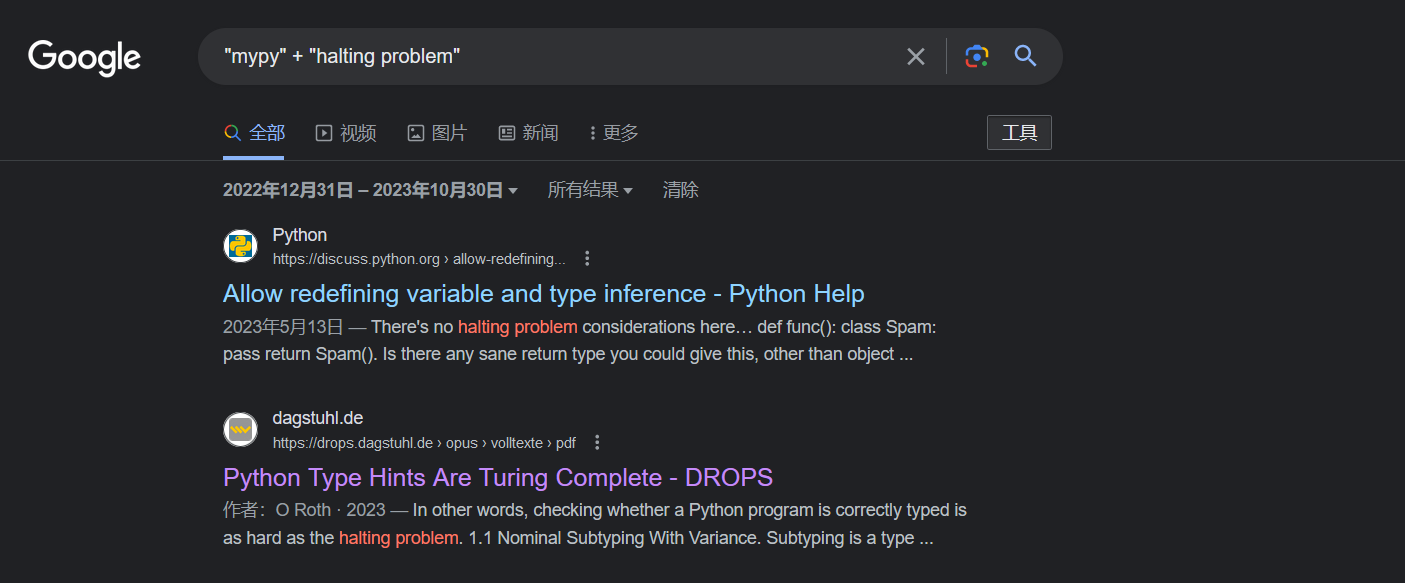 Google
"mypy" + "halting problem"
全部 视频 图片 新闻 更多 工具
2022年12月31日 – 2023年10月30日 所有结果 清除
Python
https://discuss.python.org › allow-redefining...
Allow redefining variable and type inference - Python Help
2023年5月13日 — There's no halting problem considerations here… def func(): class Spam:
pass return Spam(). Is there any sane return type you could give this, other than object ...
dagstuhl.de
https://drops.dagstuhl.de › opus › volltexte › pdf
Python Type Hints Are Turing Complete - DROPS
作者：O Roth · 2023 — In other words, checking whether a Python program is correctly typed is
as hard as the halting problem. 1.1 Nominal Subtyping With Variance. Subtyping is a type ...